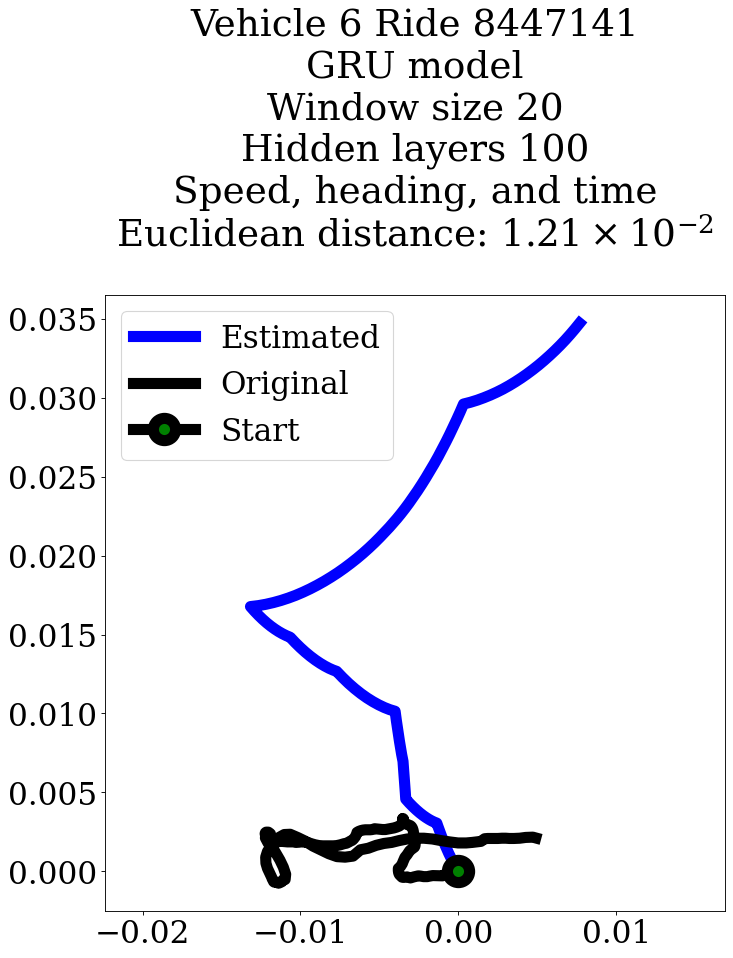 Vehicle 6 Ride 8447141
GRU model
Window size 20
Hidden layers 100
Speed, heading, and time
Euclidean distance: 1.21 × 10⁻²
0.035
0.030
0.025
0.020
0.015
0.010
0.005
0.000
Estimated
Original
Start
−0.02 −0.01 0.00 0.01